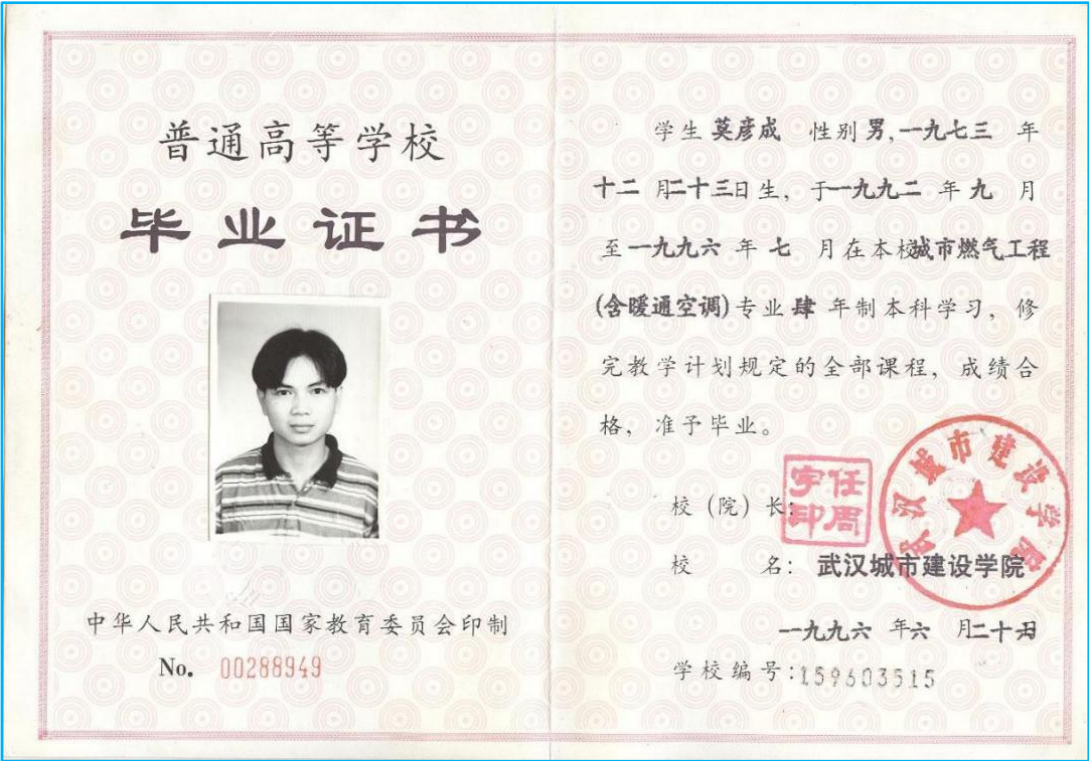 普通高等学校
毕业证书
中华人民共和国国家教育委员会印制
No. 00288949
学生 莫彦成 性别 男,一九七三 年
十二 月二十三日生，于一九九二 年 九 月
至一九九六 年 七 月在本校城市燃气工程
(含暖通空调)专业肆 年制本科学习，修
完教学计划规定的全部课程，成绩合
格，准予毕业。
校（院）长:
任周宇印
校 名：武汉城市建设学院
武汉城市建设学院
一九九六 年六 月二十日
学校编号:159603515